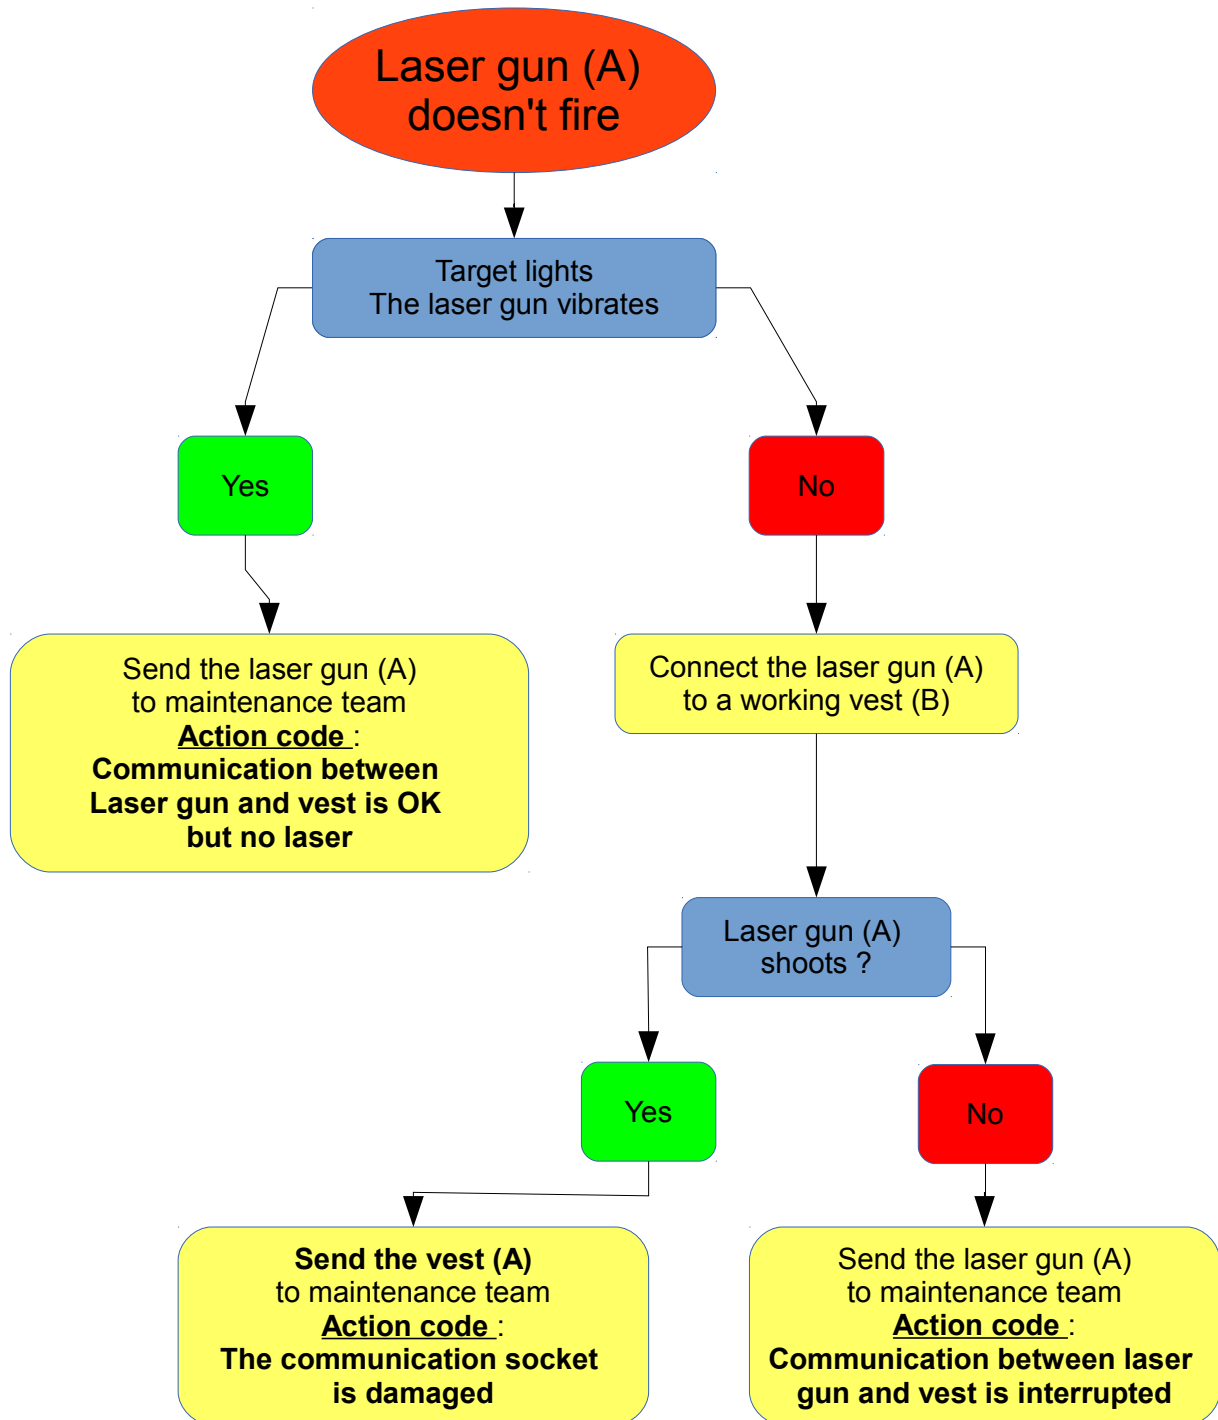 Laser gun (A)
doesn't fire
Target lights
The laser gun vibrates
Yes
No
Send the laser gun (A)
to maintenance team
Action code :
Communication between
Laser gun and vest is OK
but no laser
Connect the laser gun (A)
to a working vest (B)
Laser gun (A)
shoots ?
Yes
No
Send the vest (A)
to maintenance team
Action code :
The communication socket
is damaged
Send the laser gun (A)
to maintenance team
Action code :
Communication between laser
gun and vest is interrupted